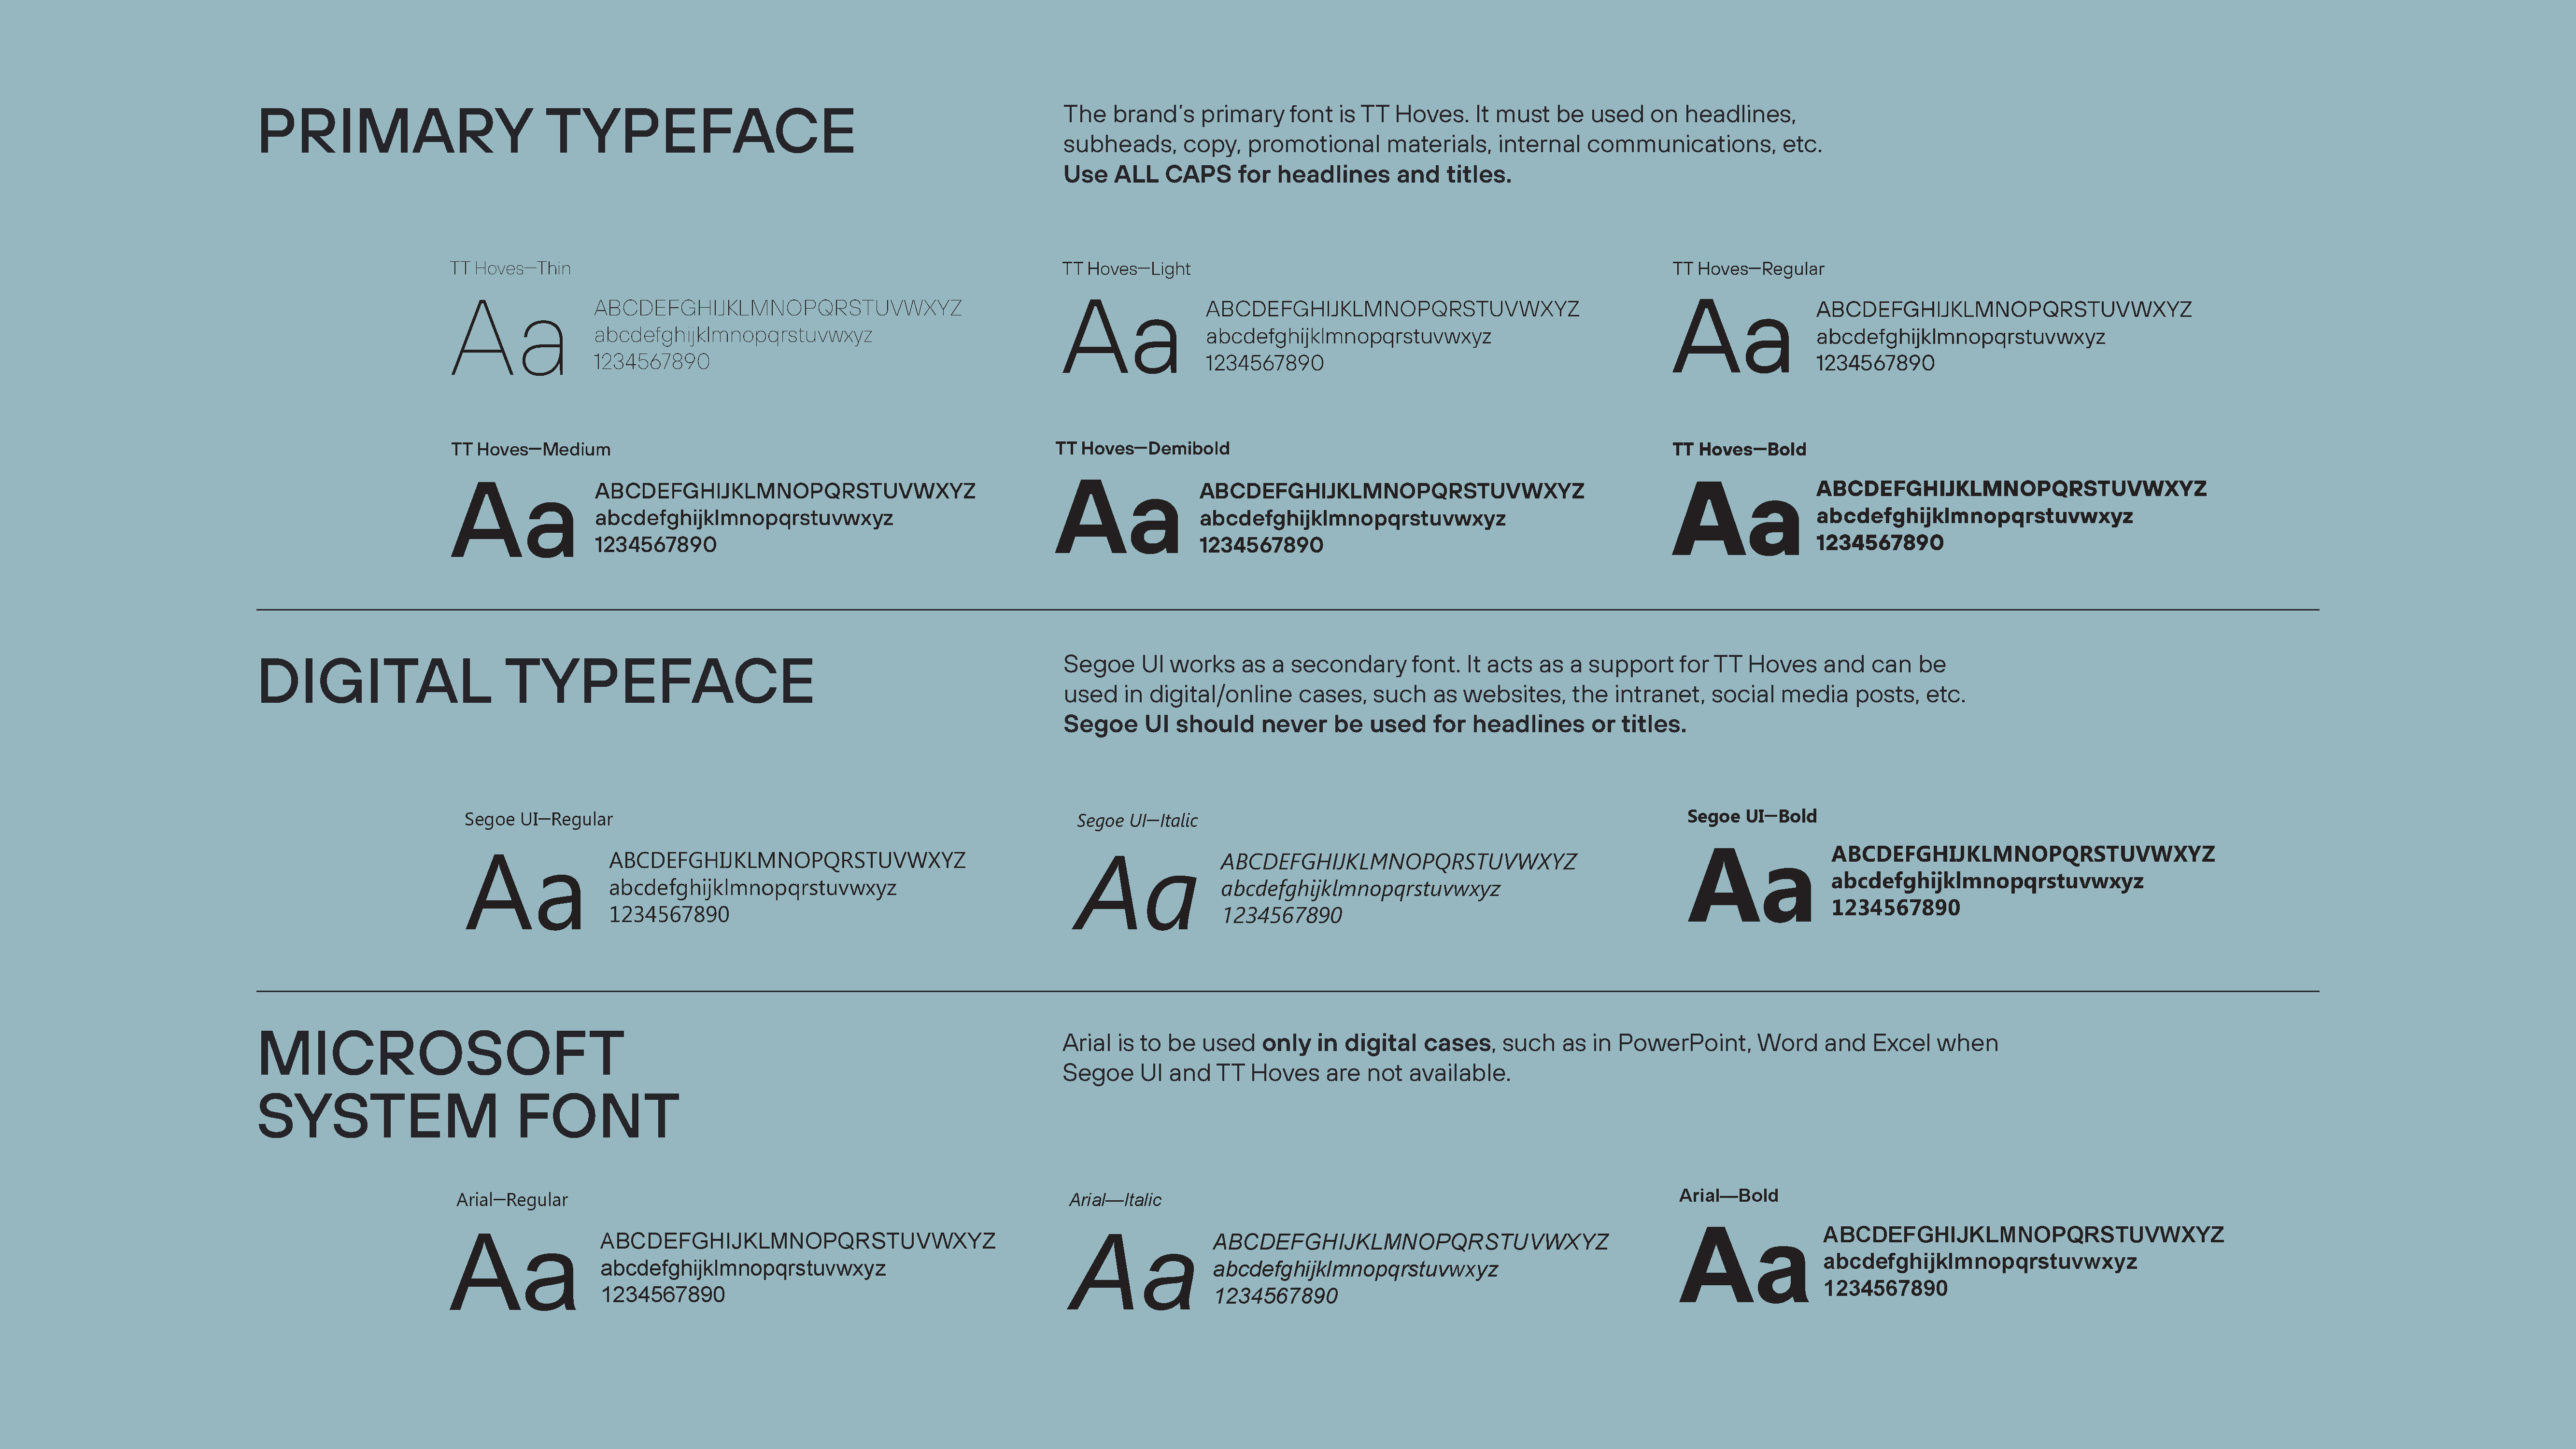 PRIMARY TYPEFACE
The brand's primary font is TT Hoves. It must be used on headlines,
subheads, copy, promotional materials, internal communications, etc.
Use ALL CAPS for headlines and titles.
TT Hoves—Thin
Aa
ABCDEFGHIJKLMNOPQRSTUVWXYZ
abcdefghijklmnopqrstuvwxyz
1234567890
TT Hoves—Light
Aa
ABCDEFGHIJKLMNOPQRSTUVWXYZ
abcdefghijklmnopqrstuvwxyz
1234567890
TT Hoves—Regular
Aa
ABCDEFGHIJKLMNOPQRSTUVWXYZ
abcdefghijklmnopqrstuvwxyz
1234567890
TT Hoves—Medium
Aa
ABCDEFGHIJKLMNOPQRSTUVWXYZ
abcdefghijklmnopqrstuvwxyz
1234567890
TT Hoves—Demibold
Aa
ABCDEFGHIJKLMNOPQRSTUVWXYZ
abcdefghijklmnopqrstuvwxyz
1234567890
TT Hoves—Bold
Aa
ABCDEFGHIJKLMNOPQRSTUVWXYZ
abcdefghijklmnopqrstuvwxyz
1234567890
DIGITAL TYPEFACE
Segoe UI works as a secondary font. It acts as a support for TT Hoves and can be
used in digital/online cases, such as websites, the intranet, social media posts, etc.
Segoe UI should never be used for headlines or titles.
Segoe UI—Regular
Aa
ABCDEFGHIJKLMNOPQRSTUVWXYZ
abcdefghijklmnopqrstuvwxyz
1234567890
Segoe UI—Italic
Aa
ABCDEFGHIJKLMNOPQRSTUVWXYZ
abcdefghijklmnopqrstuvwxyz
1234567890
Segoe UI—Bold
Aa
ABCDEFGHIJKLMNOPQRSTUVWXYZ
abcdefghijklmnopqrstuvwxyz
1234567890
MICROSOFT
SYSTEM FONT
Arial is to be used only in digital cases, such as in PowerPoint, Word and Excel when
Segoe UI and TT Hoves are not available.
Arial—Regular
Aa
ABCDEFGHIJKLMNOPQRSTUVWXYZ
abcdefghijklmnopqrstuvwxyz
1234567890
Arial—Italic
Aa
ABCDEFGHIJKLMNOPQRSTUVWXYZ
abcdefghijklmnopqrstuvwxyz
1234567890
Arial—Bold
Aa
ABCDEFGHIJKLMNOPQRSTUVWXYZ
abcdefghijklmnopqrstuvwxyz
1234567890